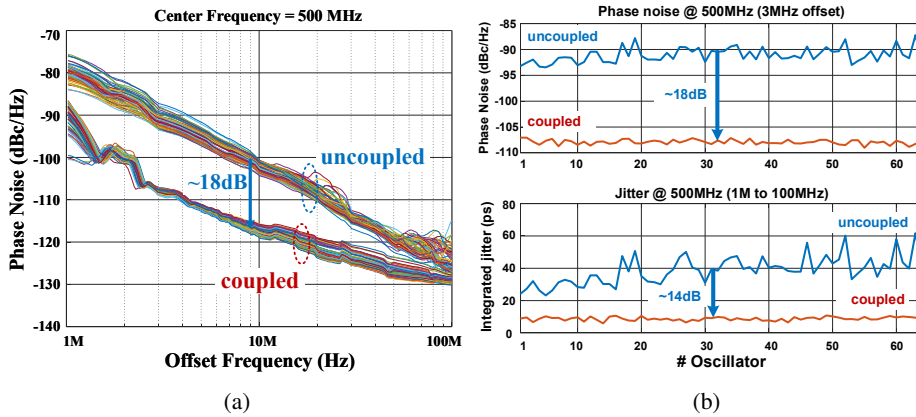 Center Frequency = 500 MHz
Phase Noise (dBc/Hz)
-70
-80
-90
-100
-110
-120
-130
-140
uncoupled
~18dB
coupled
1M
10M
100M
Offset Frequency (Hz)
(a)
Phase noise @ 500MHz (3MHz offset)
Phase Noise (dBc/Hz)
-85
-90
-95
-100
-105
-110
uncoupled
~18dB
coupled
1 10 20 30 40 50 60
Jitter @ 500MHz (1M to 100MHz)
Integrated jitter (ps)
80
60
40
20
0
uncoupled
~14dB
coupled
1 10 20 30 40 50 60
# Oscillator
(b)